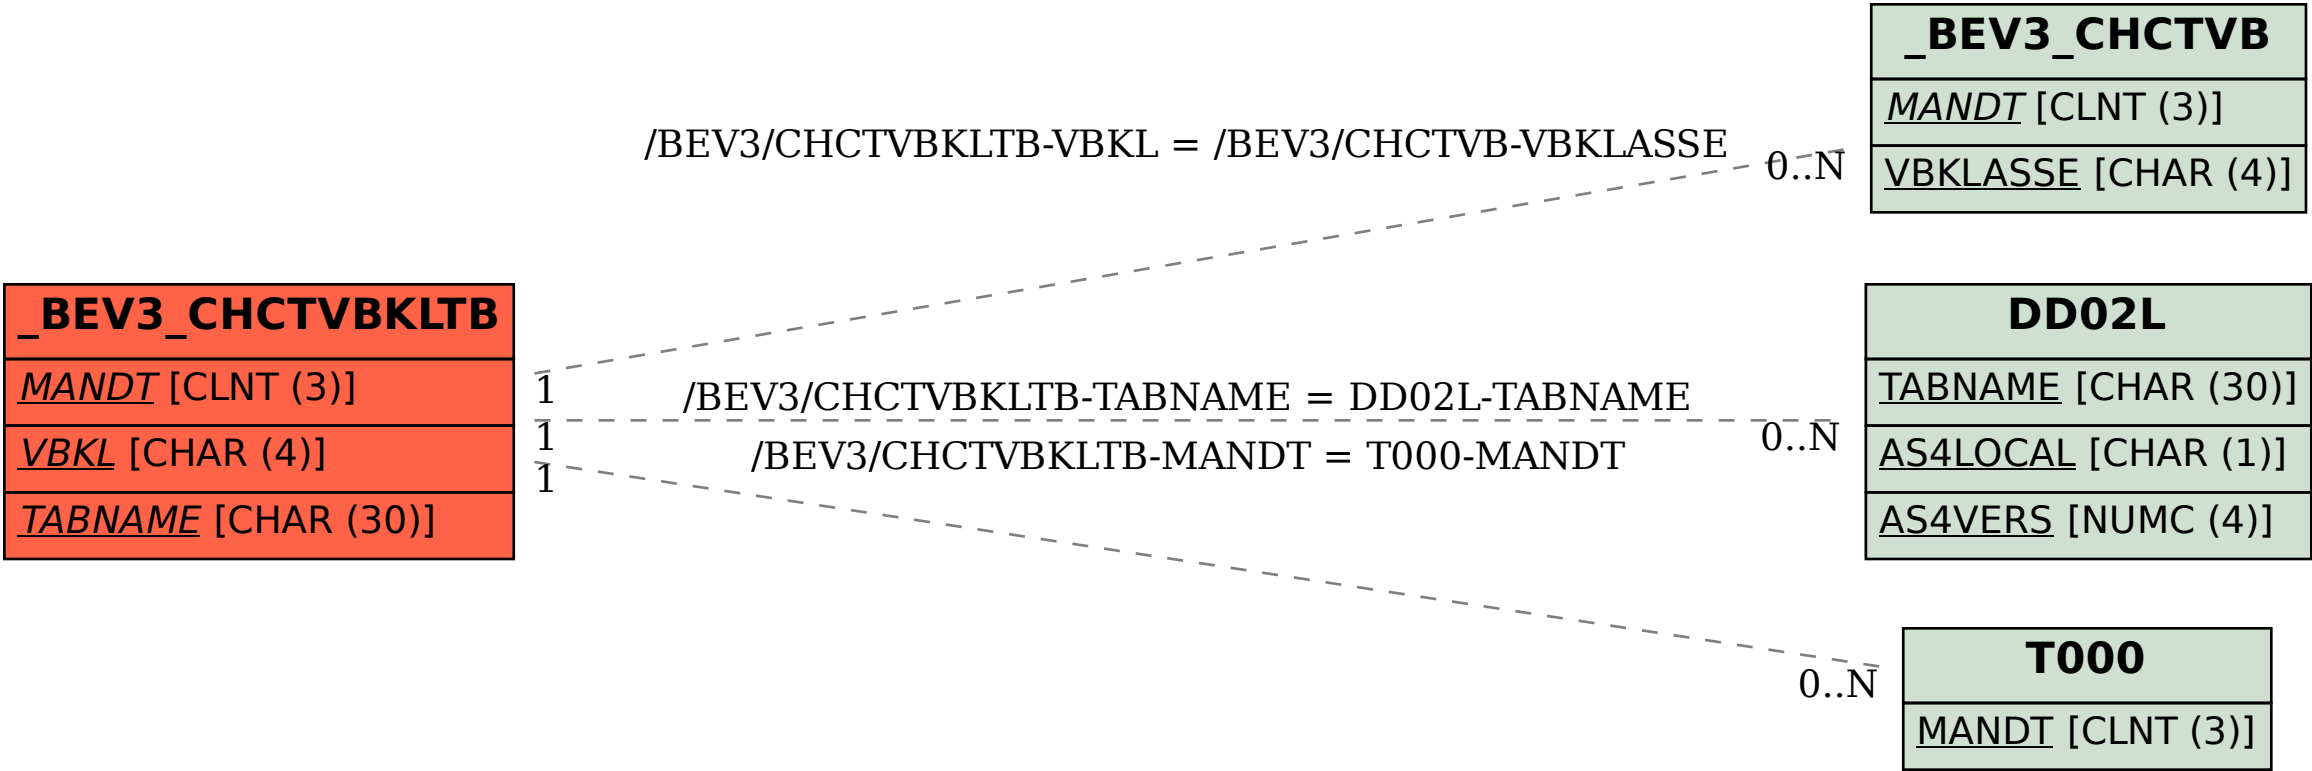 _BEV3_CHCTVB
MANDT [CLNT (3)]
VBKLASSE [CHAR (4)]
/BEV3/CHCTVBKLTB-VBKL = /BEV3/CHCTVB-VBKLASSE
0..N
_BEV3_CHCTVBKLTB
MANDT [CLNT (3)]
VBKL [CHAR (4)]
TABNAME [CHAR (30)]
1
/BEV3/CHCTVBKLTB-TABNAME = DD02L-TABNAME
1
0..N
/BEV3/CHCTVBKLTB-MANDT = T000-MANDT
1
0..N
DD02L
TABNAME [CHAR (30)]
AS4LOCAL [CHAR (1)]
AS4VERS [NUMC (4)]
T000
MANDT [CLNT (3)]